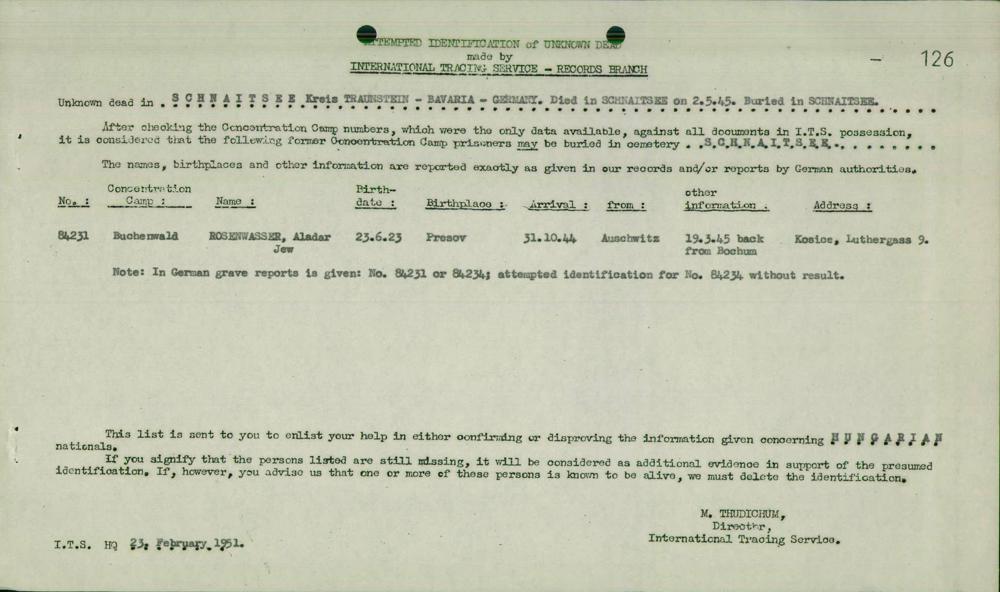 ATTEMPTED IDENTIFICATION of UNKNOWN DEAD
made by
INTERNATIONAL TRACING SERVICE - RECORDS BRANCH
- 126
Unknown dead in . S C H N A I T S E E Kreis TRAUNSTEIN - BAVARIA - GERMANY. Died in SCHNAITSEE on 2.5.45. Buried in SCHNAITSEE.
After checking the Concentration Camp numbers, which were the only data available, against all documents in I.T.S. possession,
it is considered that the following former Concentration Camp prisoners may be buried in cemetery . .S.C.H.N.A.I.T.S.E.E. . . . . . . . .
The names, birthplaces and other information are reported exactly as given in our records and/or reports by German authorities.
No. : Concentration Camp : Name : Birth-date : Birthplace : Arrival : from : other information : Address :
84231 Buchenwald ROSENWASSER, Aladar 23.6.23 Presov 31.10.44 Auschwitz 19.3.45 back Kosice, Luthergass 9.
Jew from Bochum
Note: In German grave reports is given: No. 84231 or 84234; attempted identification for No. 84234 without result.
This list is sent to you to enlist your help in either confirming or disproving the information given concerning H U N G A R I A N
nationals.
If you signify that the persons listed are still missing, it will be considered as additional evidence in support of the presumed
identification. If, however, you advise us that one or more of these persons is known to be alive, we must delete the identification.
M. THUDICHUM,
Director,
International Tracing Service.
I.T.S. HQ 23. February 1951.